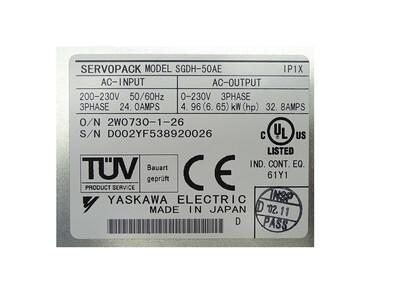 SERVOPACK MODEL SGDH-50AE IP1X
AC-INPUT AC-OUTPUT
200-230V 50/60Hz 0-230V 3PHASE
3PHASE 24.0AMPS 4.96(6.65)kW(hp) 32.8AMPS
O/N 2W0730-1-26
S/N D002YF538920026
C UL US
LISTED
IND. CONT. EQ.
61Y1
TÜV
PRODUCT SERVICE
Bauart
geprüft
CE
YASKAWA ELECTRIC
MADE IN JAPAN
D
D '02.11
PASS